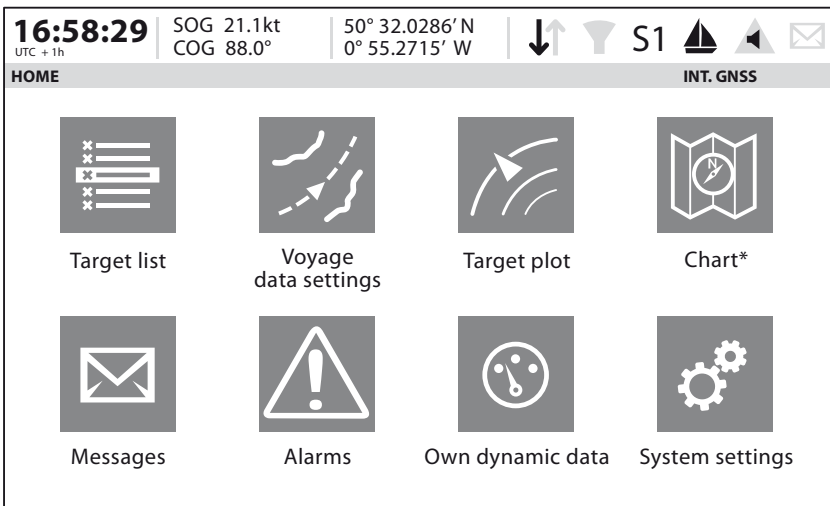 16:58:29
UTC + 1h
SOG 21.1kt
COG 88.0°
50° 32.0286’ N
0° 55.2715’ W
S1
HOME
INT. GNSS
N
Target list
Voyage
data settings
Target plot
Chart*
Messages
Alarms
Own dynamic data
System settings